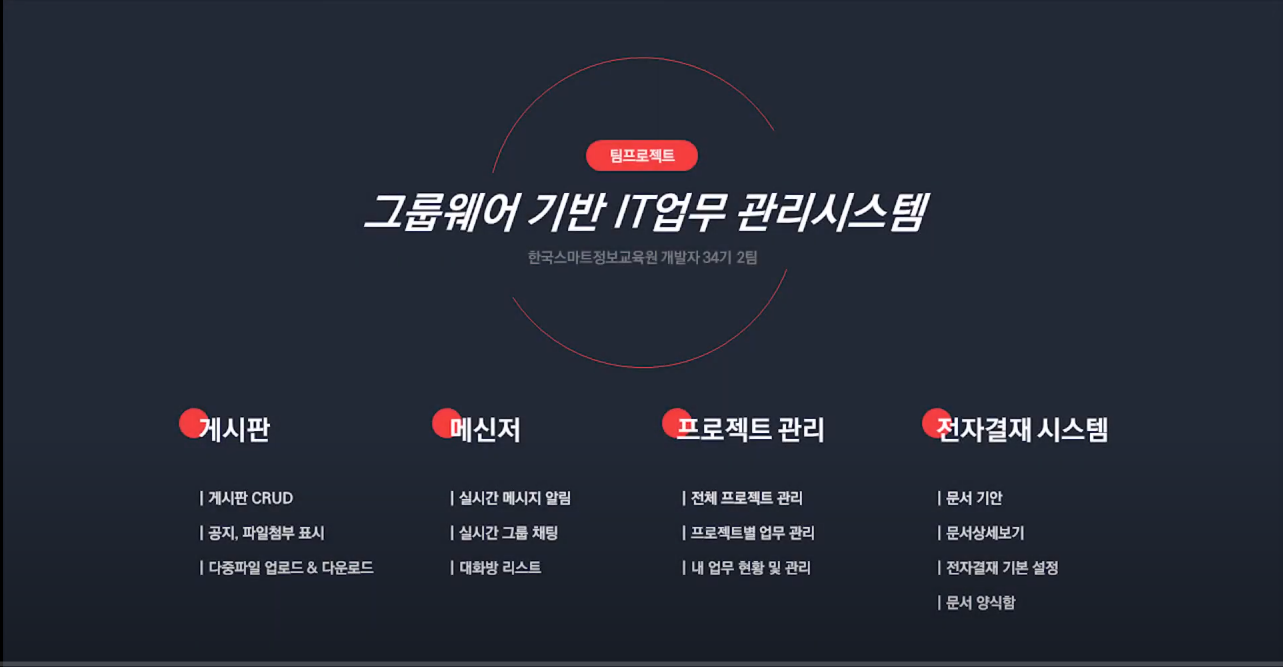 팀프로젝트
그룹웨어 기반 IT업무 관리시스템
한국스마트정보교육원 개발자 34기 2팀
게시판
| 게시판 CRUD
| 공지, 파일첨부 표시
| 다중파일 업로드 & 다운로드
메신저
| 실시간 메시지 알림
| 실시간 그룹 채팅
| 대화방 리스트
프로젝트 관리
| 전체 프로젝트 관리
| 프로젝트별 업무 관리
| 내 업무 현황 및 관리
전자결재 시스템
| 문서 기안
| 문서상세보기
| 전자결재 기본 설정
| 문서 양식함